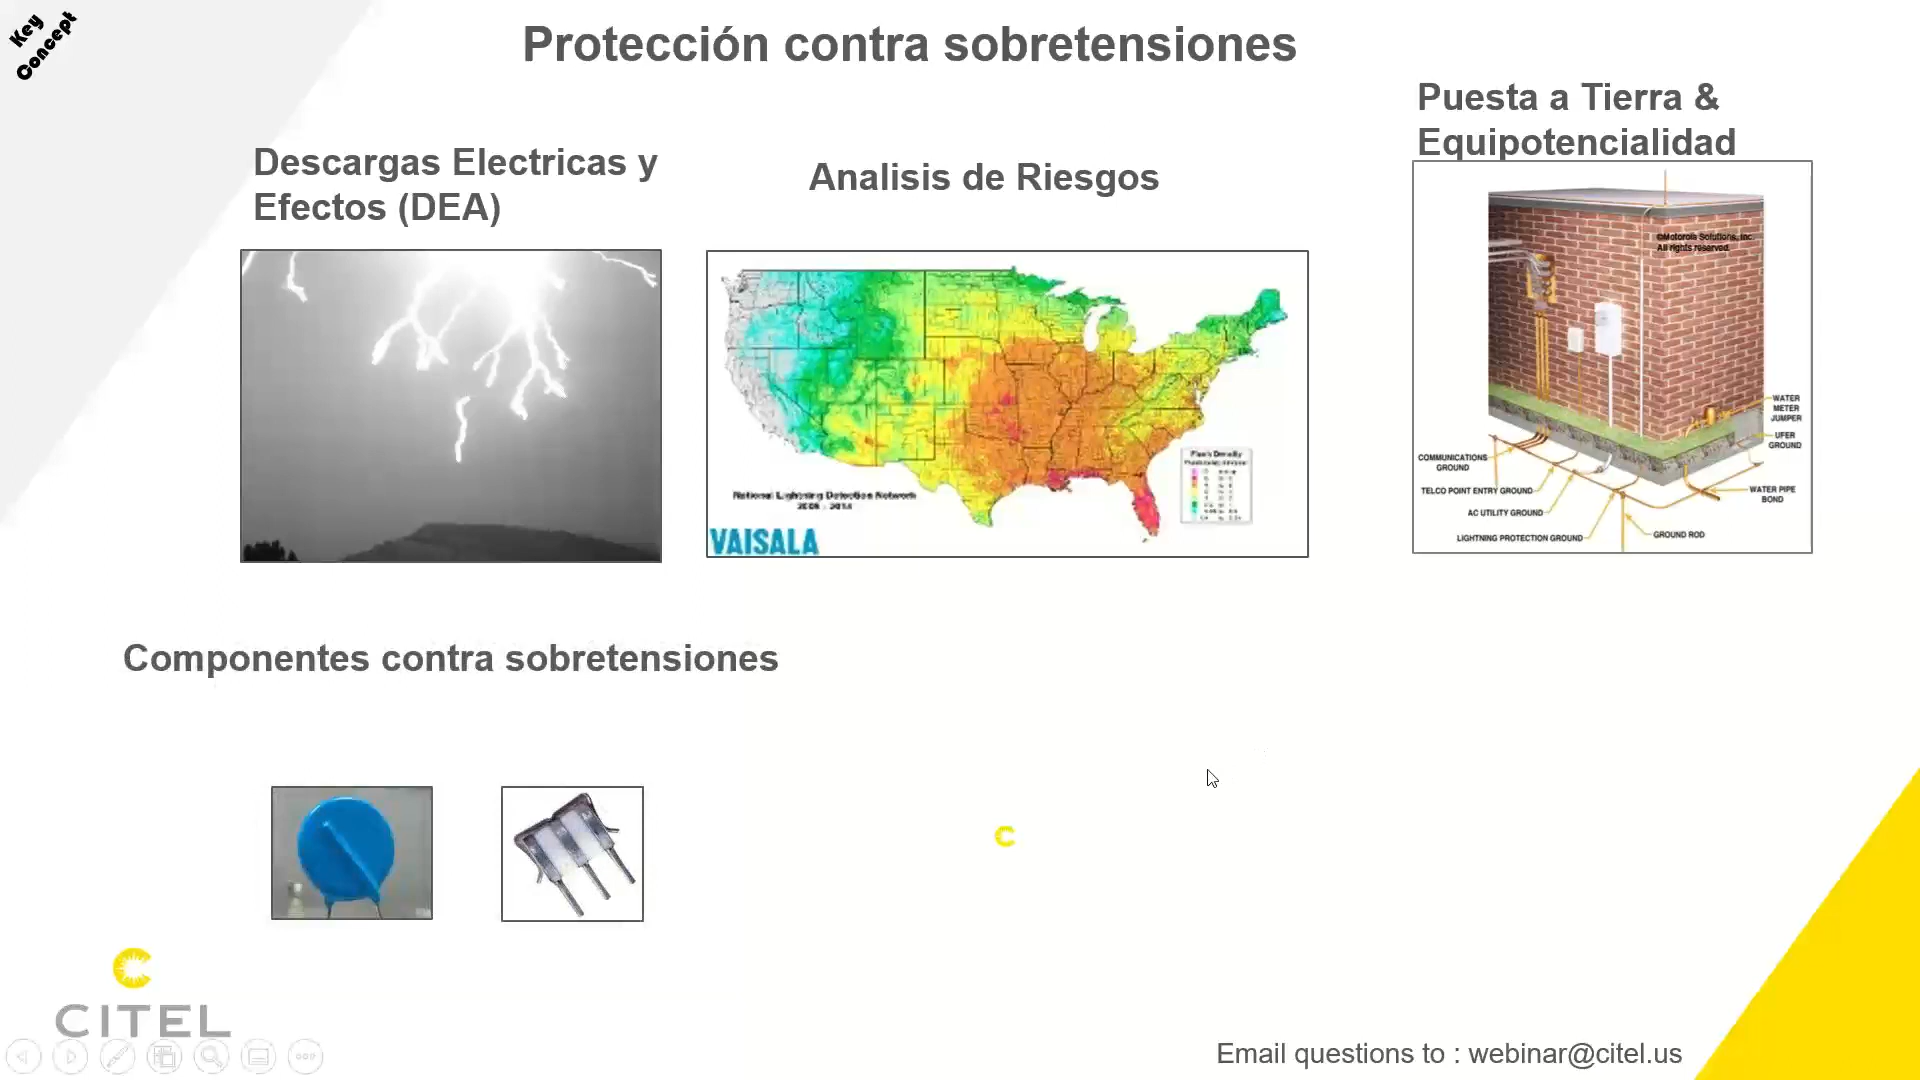 Key
Concept
Protección contra sobretensiones
Descargas Electricas y
Efectos (DEA)
Analisis de Riesgos
Puesta a Tierra &
Equipotencialidad
National Lightning Detection Network
2005 - 2014
Flash Density
VAISALA
©Motorola Solutions, Inc.
All rights reserved.
WATER
METER
JUMPER
UFER
GROUND
COMMUNICATIONS
GROUND
TELCO POINT ENTRY GROUND
WATER PIPE
BOND
AC UTILITY GROUND
LIGHTNING PROTECTION GROUND
GROUND ROD
Componentes contra sobretensiones
CITEL
Email questions to : webinar@citel.us